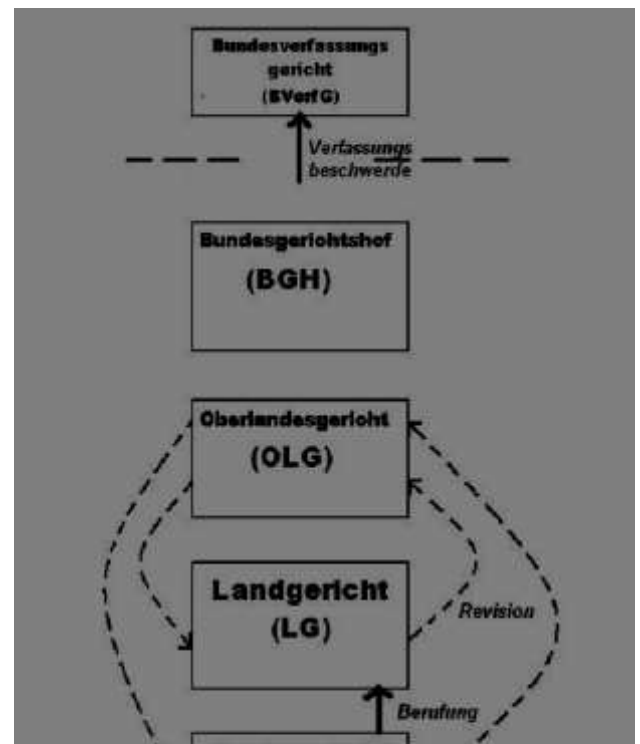 Bundesverfassungs
gericht
(BVerfG)
Verfassungs
beschwerde
Bundesgerichtshof
(BGH)
Oberlandesgericht
(OLG)
Landgericht
(LG)
Revision
Berufung